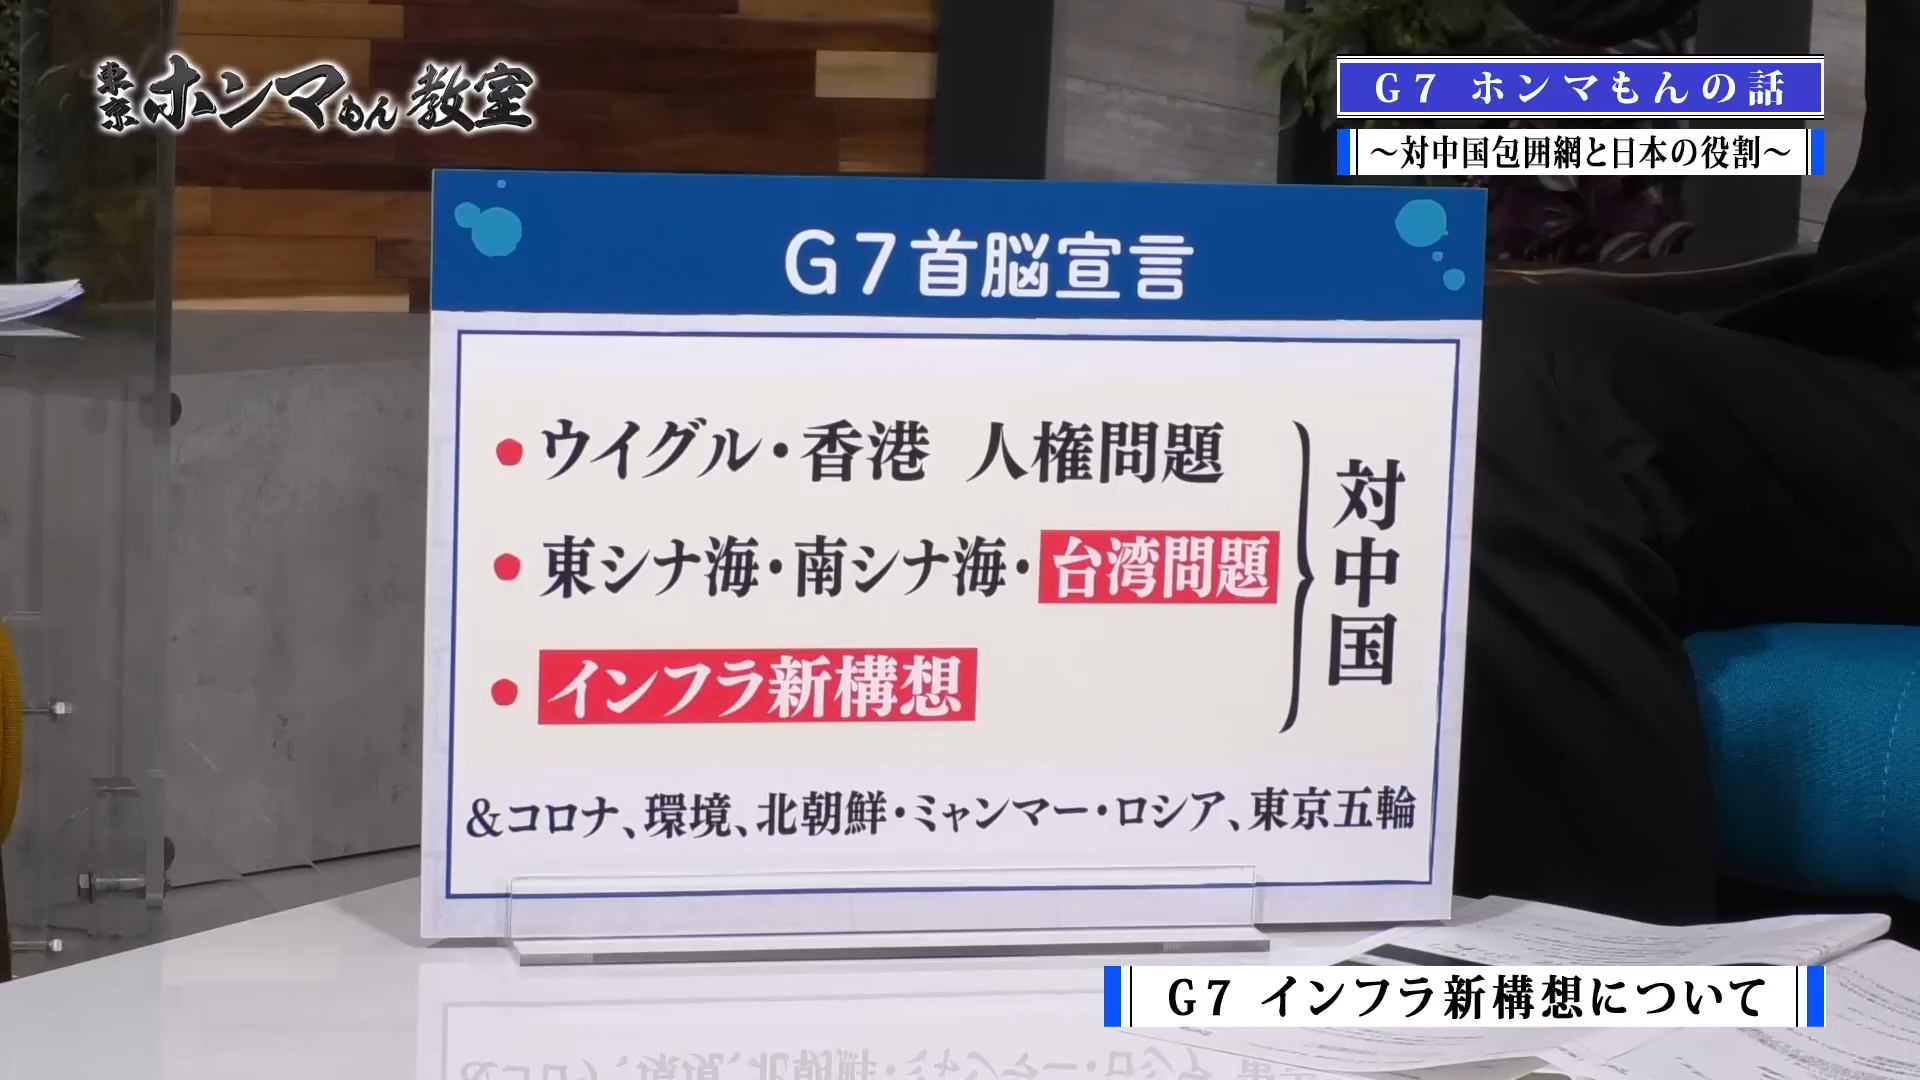 東京ホンマもん教室
G7 ホンマもんの話
～対中国包囲網と日本の役割～
G7首脳宣言
・ウイグル・香港 人権問題
・東シナ海・南シナ海・台湾問題
・インフラ新構想
対中国
&コロナ、環境、北朝鮮・ミャンマー・ロシア、東京五輪
G7 インフラ新構想について